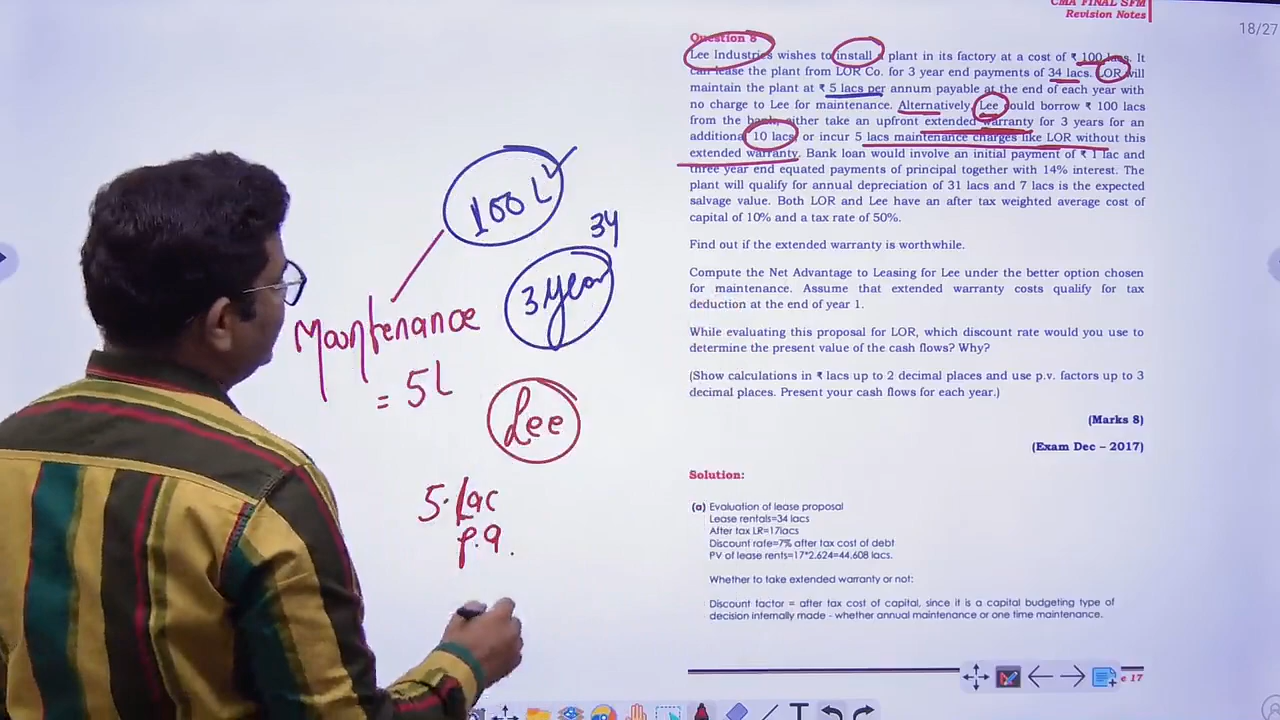 CMA FINAL SFM
Revision Notes
18/27
Question 8
Lee Industries wishes to install a plant in its factory at a cost of ₹ 100 lacs. It
can lease the plant from LOR Co. for 3 year end payments of 34 lacs. LOR will
maintain the plant at ₹ 5 lacs per annum payable at the end of each year with
no charge to Lee for maintenance. Alternatively, Lee could borrow ₹ 100 lacs
from the bank, either take an upfront extended warranty for 3 years for an
additional 10 lacs or incur 5 lacs maintenance charges like LOR without this
extended warranty. Bank loan would involve an initial payment of ₹ 1 lac and
three year end equated payments of principal together with 14% interest. The
plant will qualify for annual depreciation of 31 lacs and 7 lacs is the expected
salvage value. Both LOR and Lee have an after tax weighted average cost of
capital of 10% and a tax rate of 50%.
Find out if the extended warranty is worthwhile.
Compute the Net Advantage to Leasing for Lee under the better option chosen
for maintenance. Assume that extended warranty costs qualify for tax
deduction at the end of year 1.
While evaluating this proposal for LOR, which discount rate would you use to
determine the present value of the cash flows? Why?
(Show calculations in ₹ lacs up to 2 decimal places and use p.v. factors up to 3
decimal places. Present your cash flows for each year.)
(Marks 8)
(Exam Dec – 2017)
Solution:
(a) Evaluation of lease proposal
Lease rentals=34 lacs
After tax LR=17lacs
Discount rate=7% after tax cost of debt
PV of lease rents=17*2.624=44.608 lacs.
Whether to take extended warranty or not:
Discount factor = after tax cost of capital, since it is a capital budgeting type of
decision internally made - whether annual maintenance or one time maintenance.
e 17
100 L
34
3 year
Maintenance
= 5L
Lee
5 Lac
p.a.